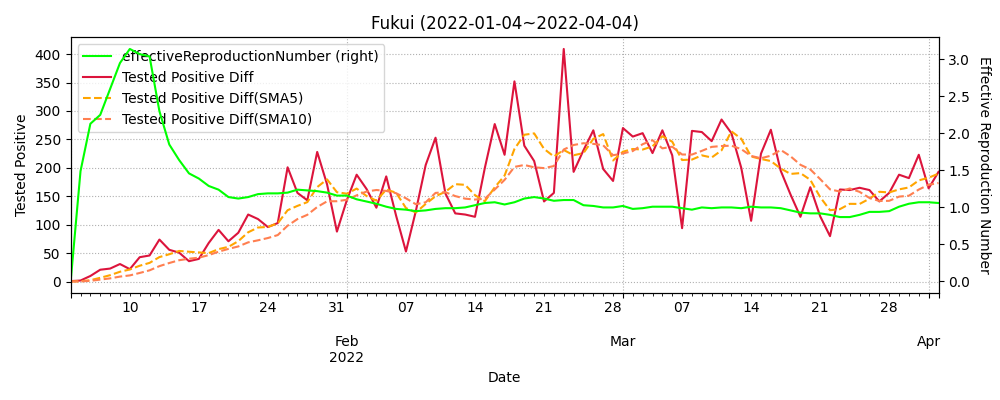 Fukui (2022-01-04~2022-04-04)
effectiveReproductionNumber (right)
Tested Positive Diff
Tested Positive Diff(SMA5)
Tested Positive Diff(SMA10)
Tested Positive
400
350
300
250
200
150
100
50
0
3.0
2.5
2.0
1.5
1.0
0.5
0.0
Effective Reproduction Number
10 17 24 07 14 21 28 07 14 21 28
Feb Mar Apr
2022
Date